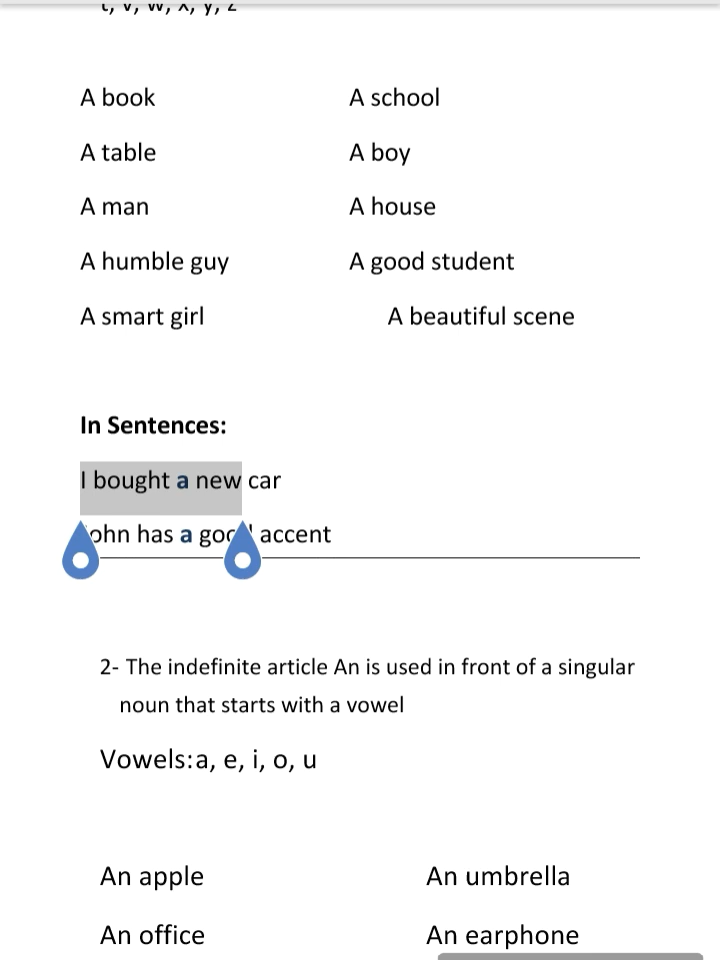 t, v, w, x, y, z
A book A school
A table A boy
A man A house
A humble guy A good student
A smart girl A beautiful scene
In Sentences:
I bought a new car
John has a good accent
2- The indefinite article An is used in front of a singular
noun that starts with a vowel
Vowels:a, e, i, o, u
An apple An umbrella
An office An earphone